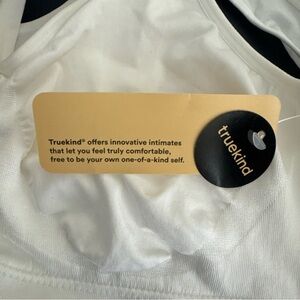 Truekind® offers innovative intimates
that let you feel truly comfortable,
free to be your own one-of-a-kind self.
truekind